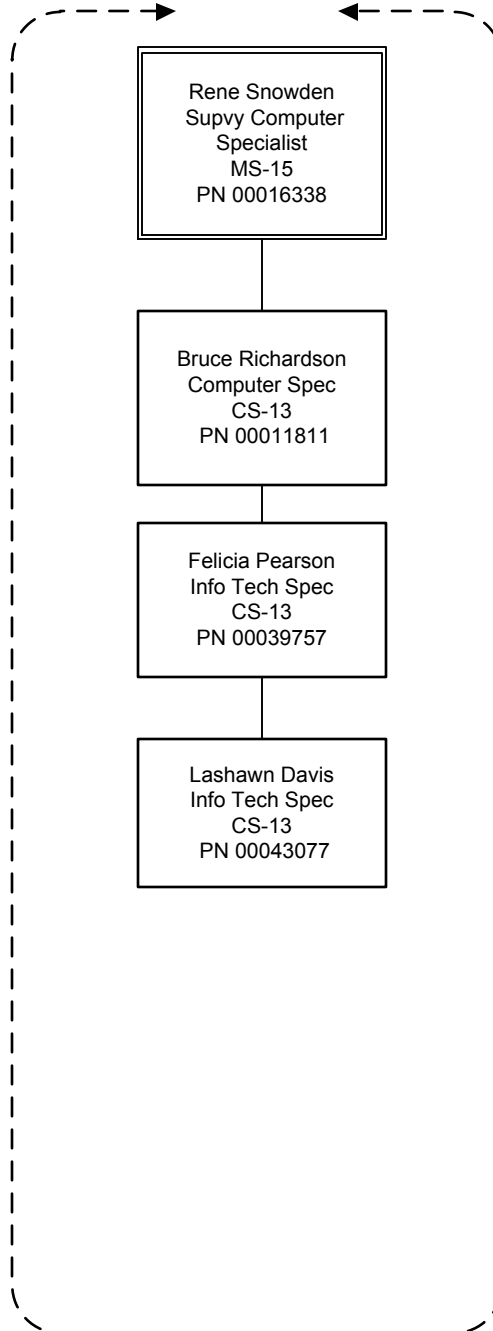 Rene Snowden
Supvy Computer
Specialist
MS-15
PN 00016338
Bruce Richardson
Computer Spec
CS-13
PN 00011811
Felicia Pearson
Info Tech Spec
CS-13
PN 00039757
Lashawn Davis
Info Tech Spec
CS-13
PN 00043077